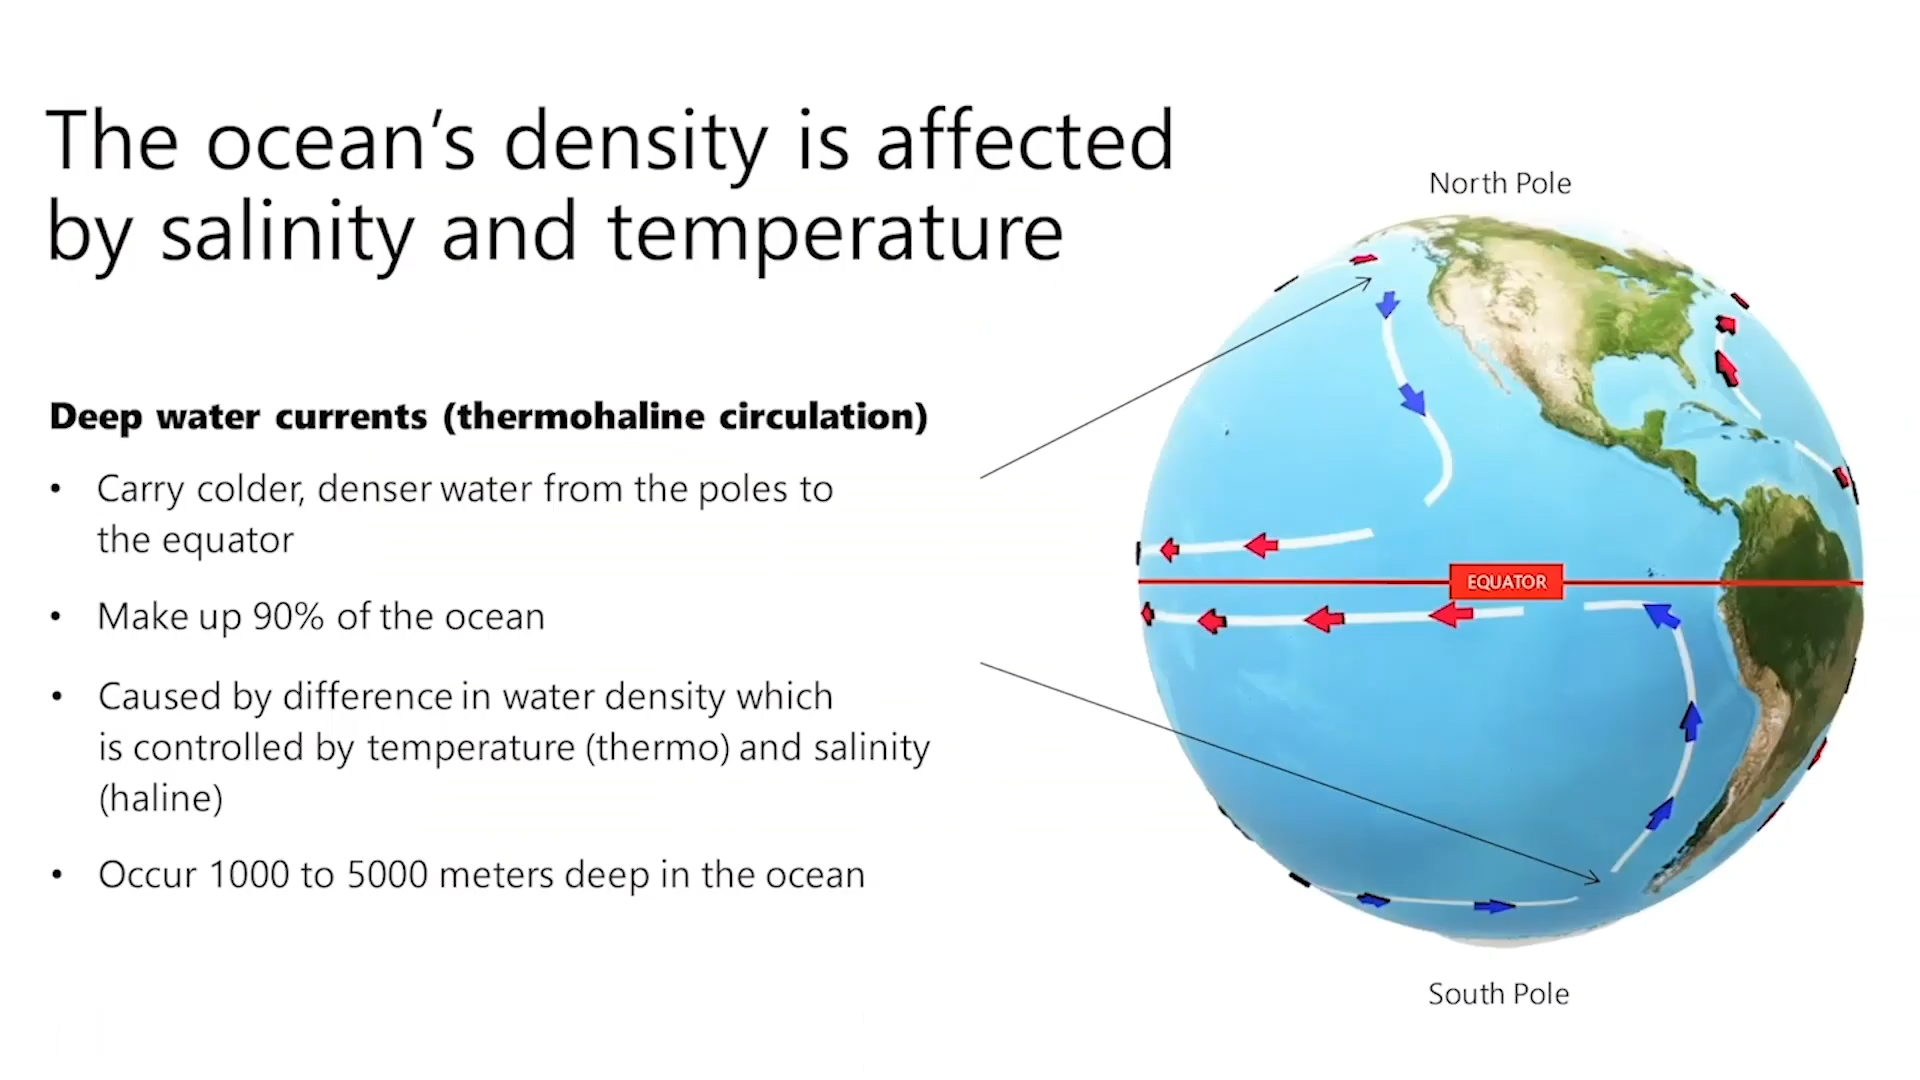 The ocean’s density is affected
by salinity and temperature
North Pole
Deep water currents (thermohaline circulation)
• Carry colder, denser water from the poles to
the equator
• Make up 90% of the ocean
• Caused by difference in water density which
is controlled by temperature (thermo) and salinity
(haline)
• Occur 1000 to 5000 meters deep in the ocean
EQUATOR
South Pole